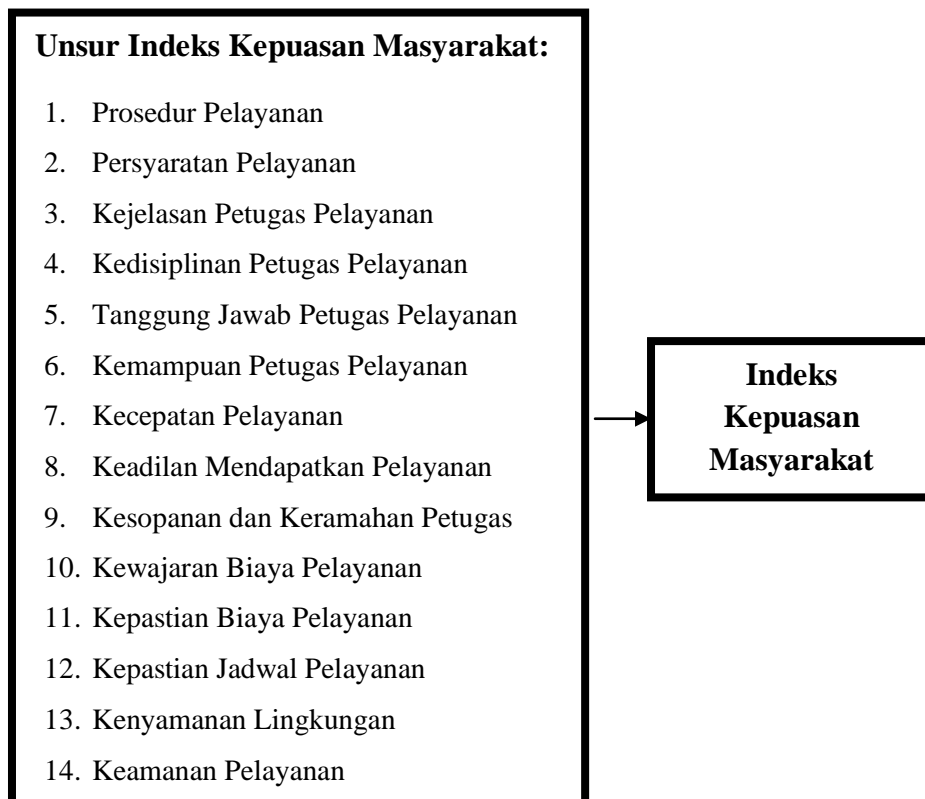 Unsur Indeks Kepuasan Masyarakat:
1. Prosedur Pelayanan
2. Persyaratan Pelayanan
3. Kejelasan Petugas Pelayanan
4. Kedisiplinan Petugas Pelayanan
5. Tanggung Jawab Petugas Pelayanan
6. Kemampuan Petugas Pelayanan
7. Kecepatan Pelayanan
8. Keadilan Mendapatkan Pelayanan
9. Kesopanan dan Keramahan Petugas
10. Kewajaran Biaya Pelayanan
11. Kepastian Biaya Pelayanan
12. Kepastian Jadwal Pelayanan
13. Kenyamanan Lingkungan
14. Keamanan Pelayanan
Indeks
Kepuasan
Masyarakat